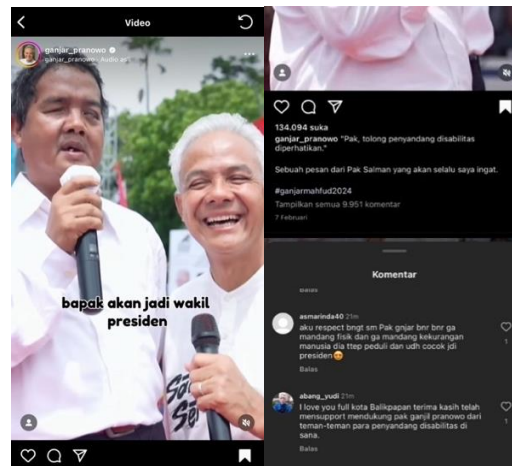 Video
ganjar_pranowo
ganjar_pranowo • Audio asli
bapak akan jadi wakil
presiden
134.094 suka
ganjar_pranowo "Pak, tolong penyandang disabilitas
diperhatikan."
Sebuah pesan dari Pak Salman yang akan selalu saya ingat.
#ganjarmahfud2024
Tampilkan semua 9.951 komentar
7 Februari
Komentar
Balas
asmarinda40 21m
aku respect bngt sm Pak gnjar bnr bnr ga
mandang fisik dan ga mandang kekurangan
manusia dia ttep peduli dan udh cocok jdi
presiden😍
1
Balas
abang_yudi 21m
I love you full kota Balikpapan terima kasih telah
mensupport mendukung pak ganjil pranowo dari
teman-teman para penyandang disabilitas di
sana.
1
Balas